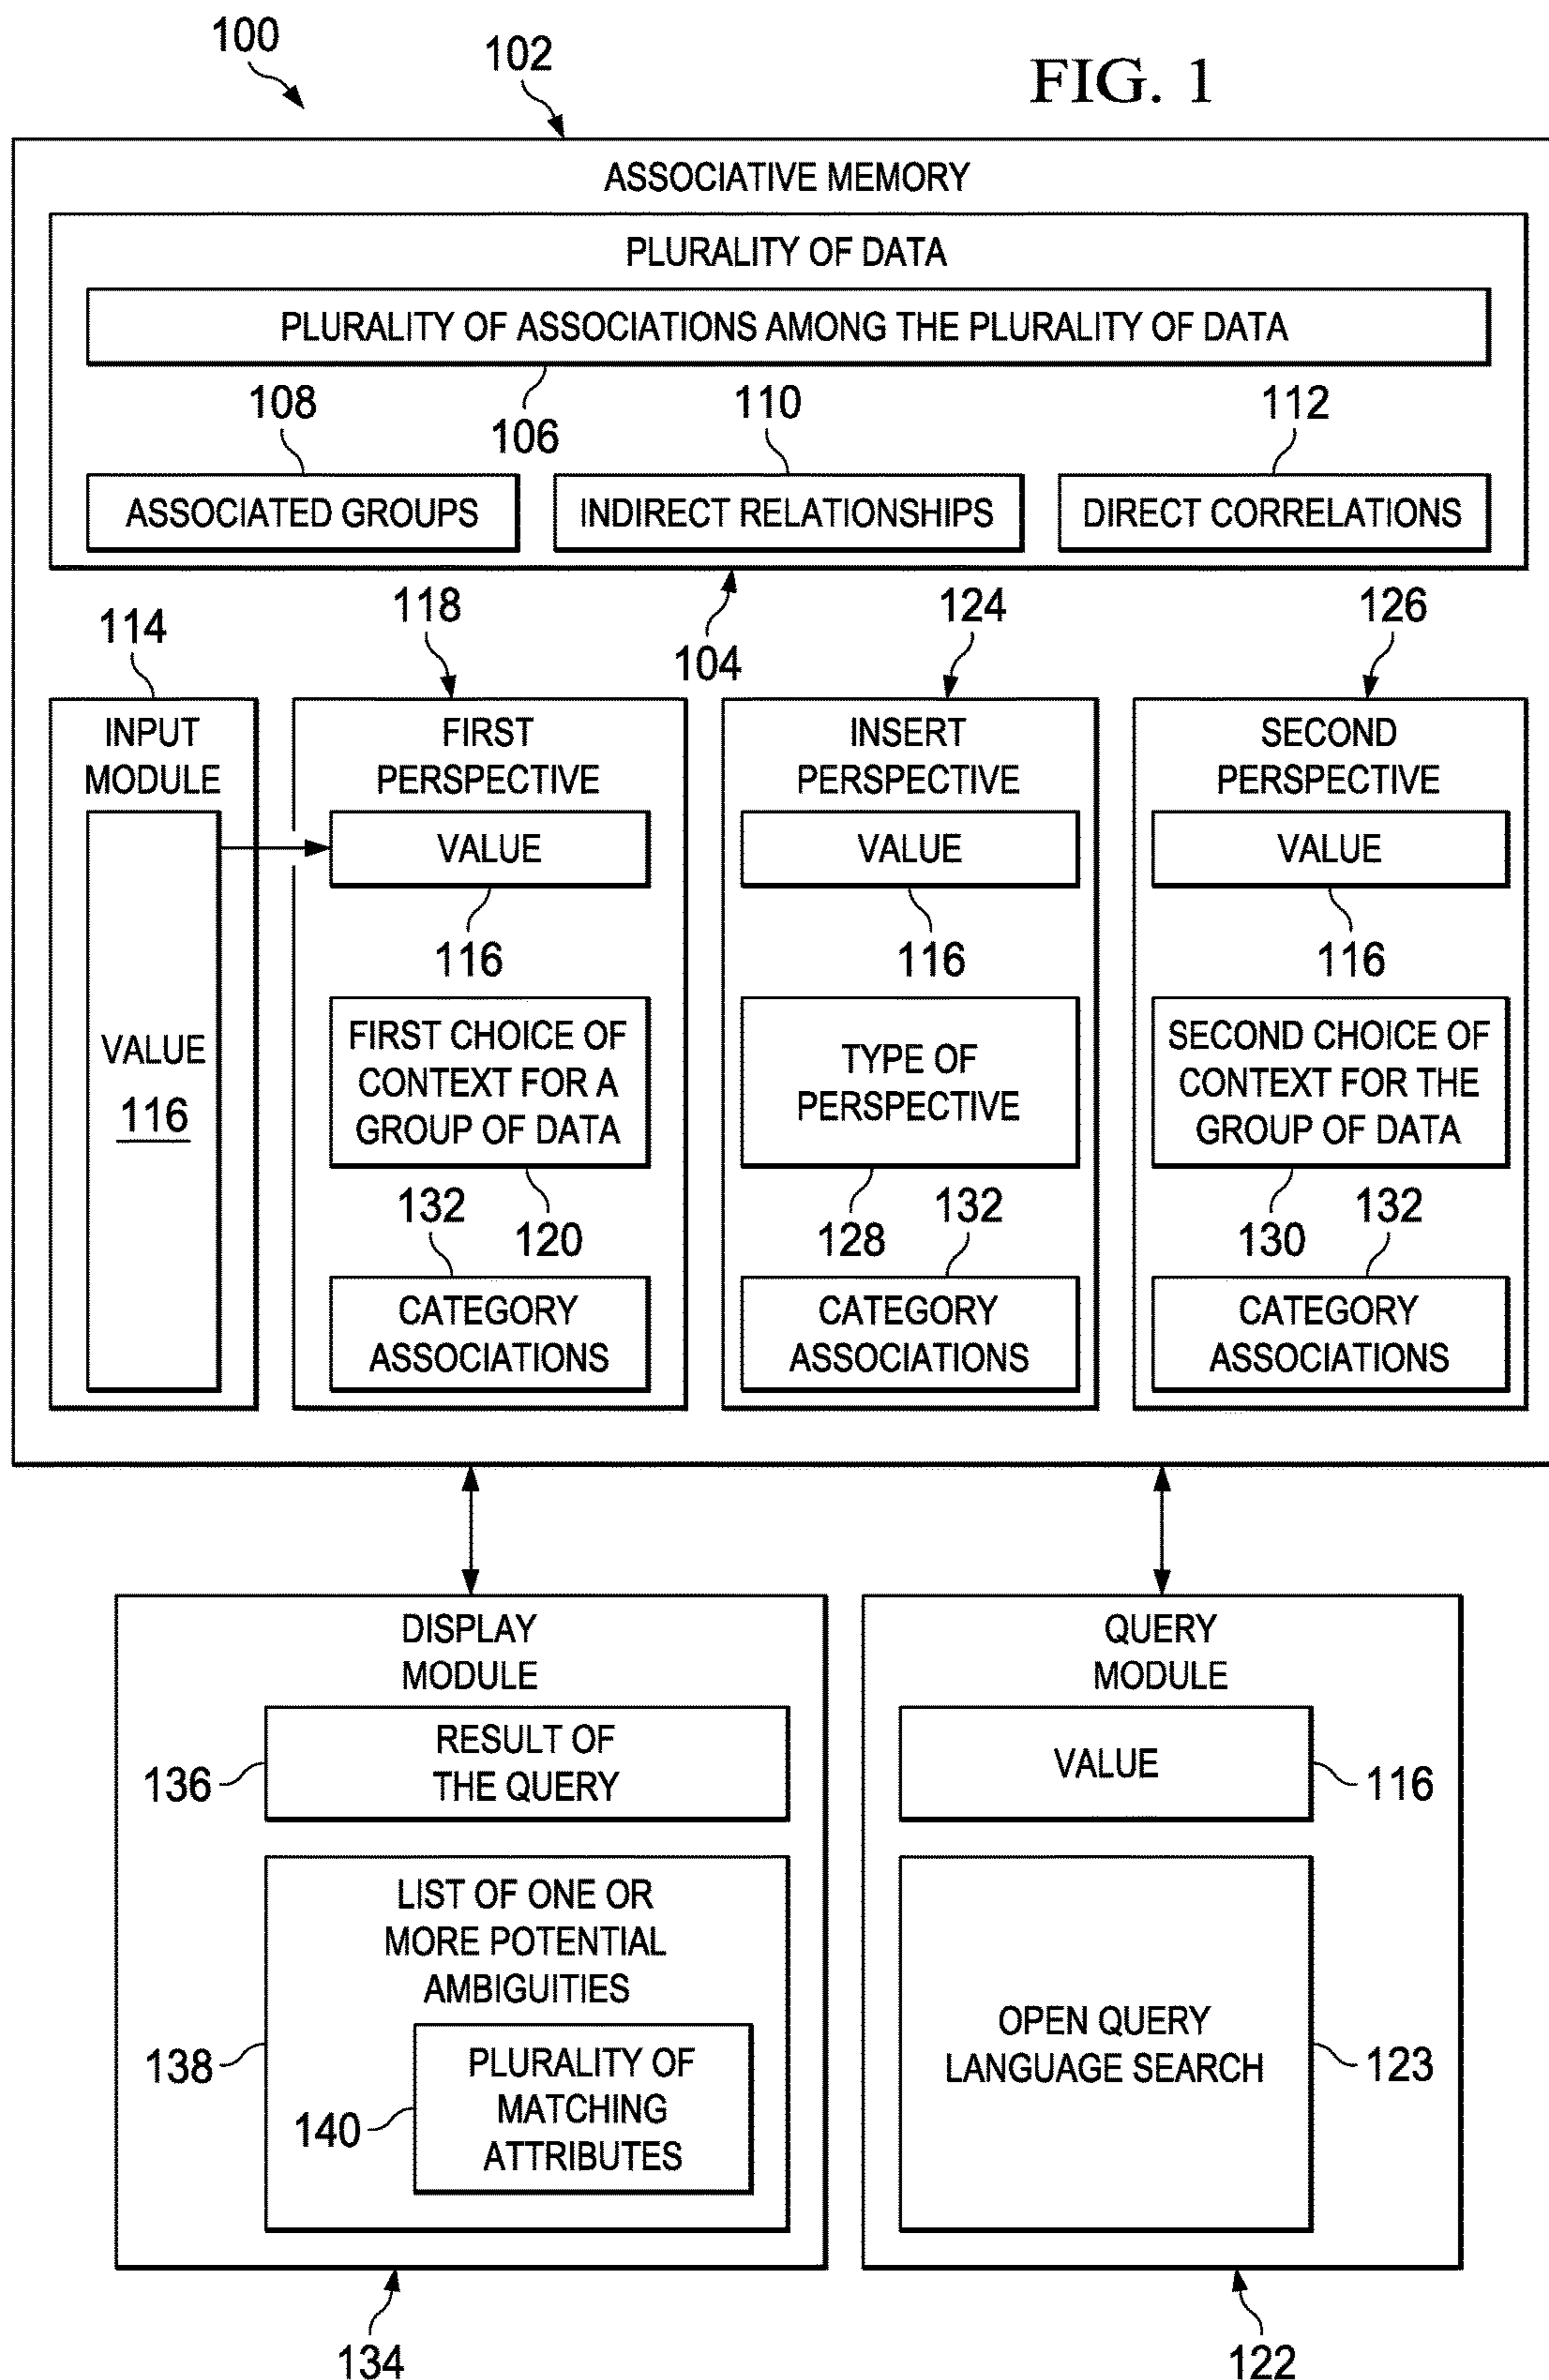 100
102
FIG. 1
ASSOCIATIVE MEMORY
PLURALITY OF DATA
PLURALITY OF ASSOCIATIONS AMONG THE PLURALITY OF DATA
108
106
110
112
ASSOCIATED GROUPS
INDIRECT RELATIONSHIPS
DIRECT CORRELATIONS
114
118
104
124
126
INPUT
MODULE
VALUE
116
FIRST
PERSPECTIVE
VALUE
116
FIRST CHOICE OF
CONTEXT FOR A
GROUP OF DATA
132
120
CATEGORY
ASSOCIATIONS
INSERT
PERSPECTIVE
VALUE
116
TYPE OF
PERSPECTIVE
128
132
CATEGORY
ASSOCIATIONS
SECOND
PERSPECTIVE
VALUE
116
SECOND CHOICE OF
CONTEXT FOR THE
GROUP OF DATA
130
132
CATEGORY
ASSOCIATIONS
DISPLAY
MODULE
136
RESULT OF
THE QUERY
LIST OF ONE OR
MORE POTENTIAL
AMBIGUITIES
138
140
PLURALITY OF
MATCHING
ATTRIBUTES
134
QUERY
MODULE
VALUE
116
OPEN QUERY
LANGUAGE SEARCH
123
122